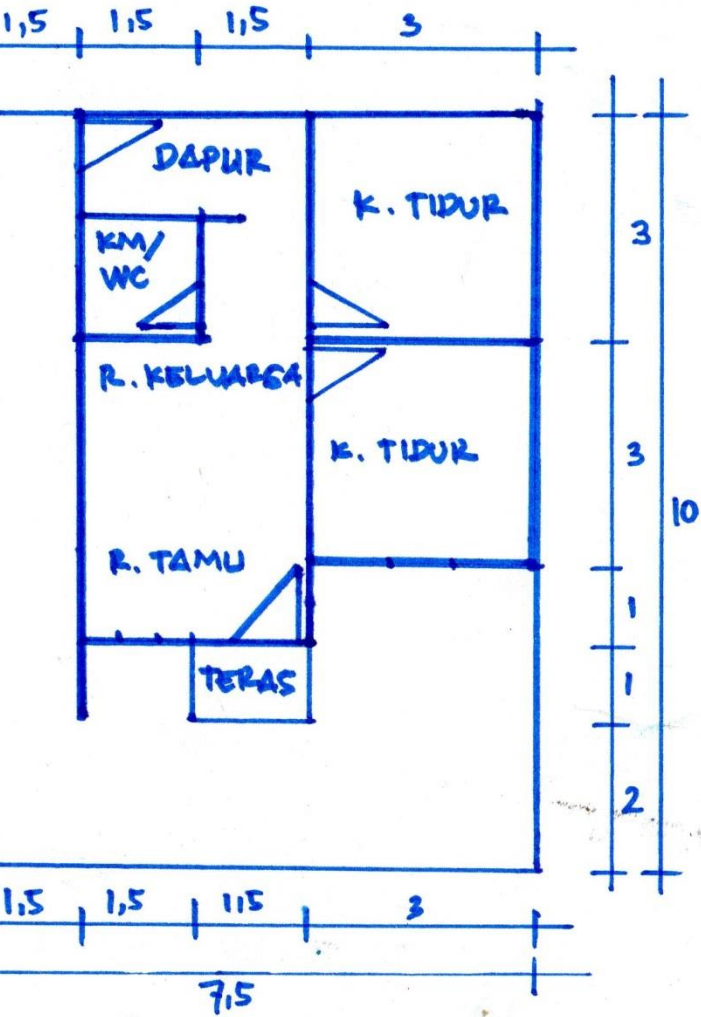 1,5 1,5 1,5 3
DAPUR
K. TIDUR
3
KM/
WC
R. KELUARGA
K. TIDUR
3
10
R. TAMU
1
TERAS
1
2
1,5 1,5 1,5 3
7,5